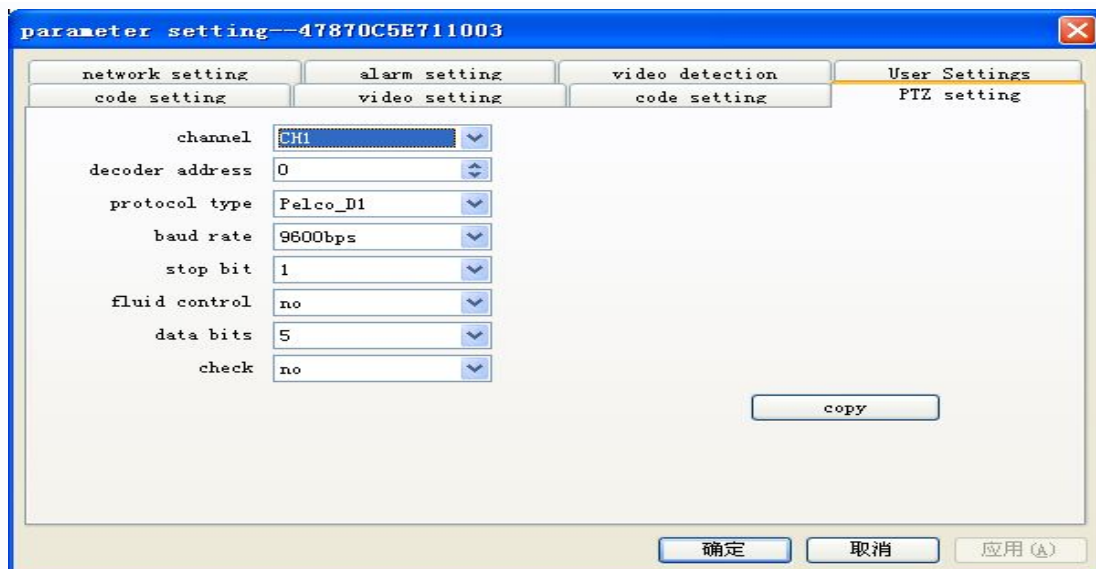 parameter setting--47870C5E711003
network setting alarm setting video detection User Settings
code setting video setting code setting PTZ setting
channel CH1
decoder address 0
protocol type Pelco_D1
baud rate 9600bps
stop bit 1
fluid control no
data bits 5
check no
copy
确定 取消 应用(A)